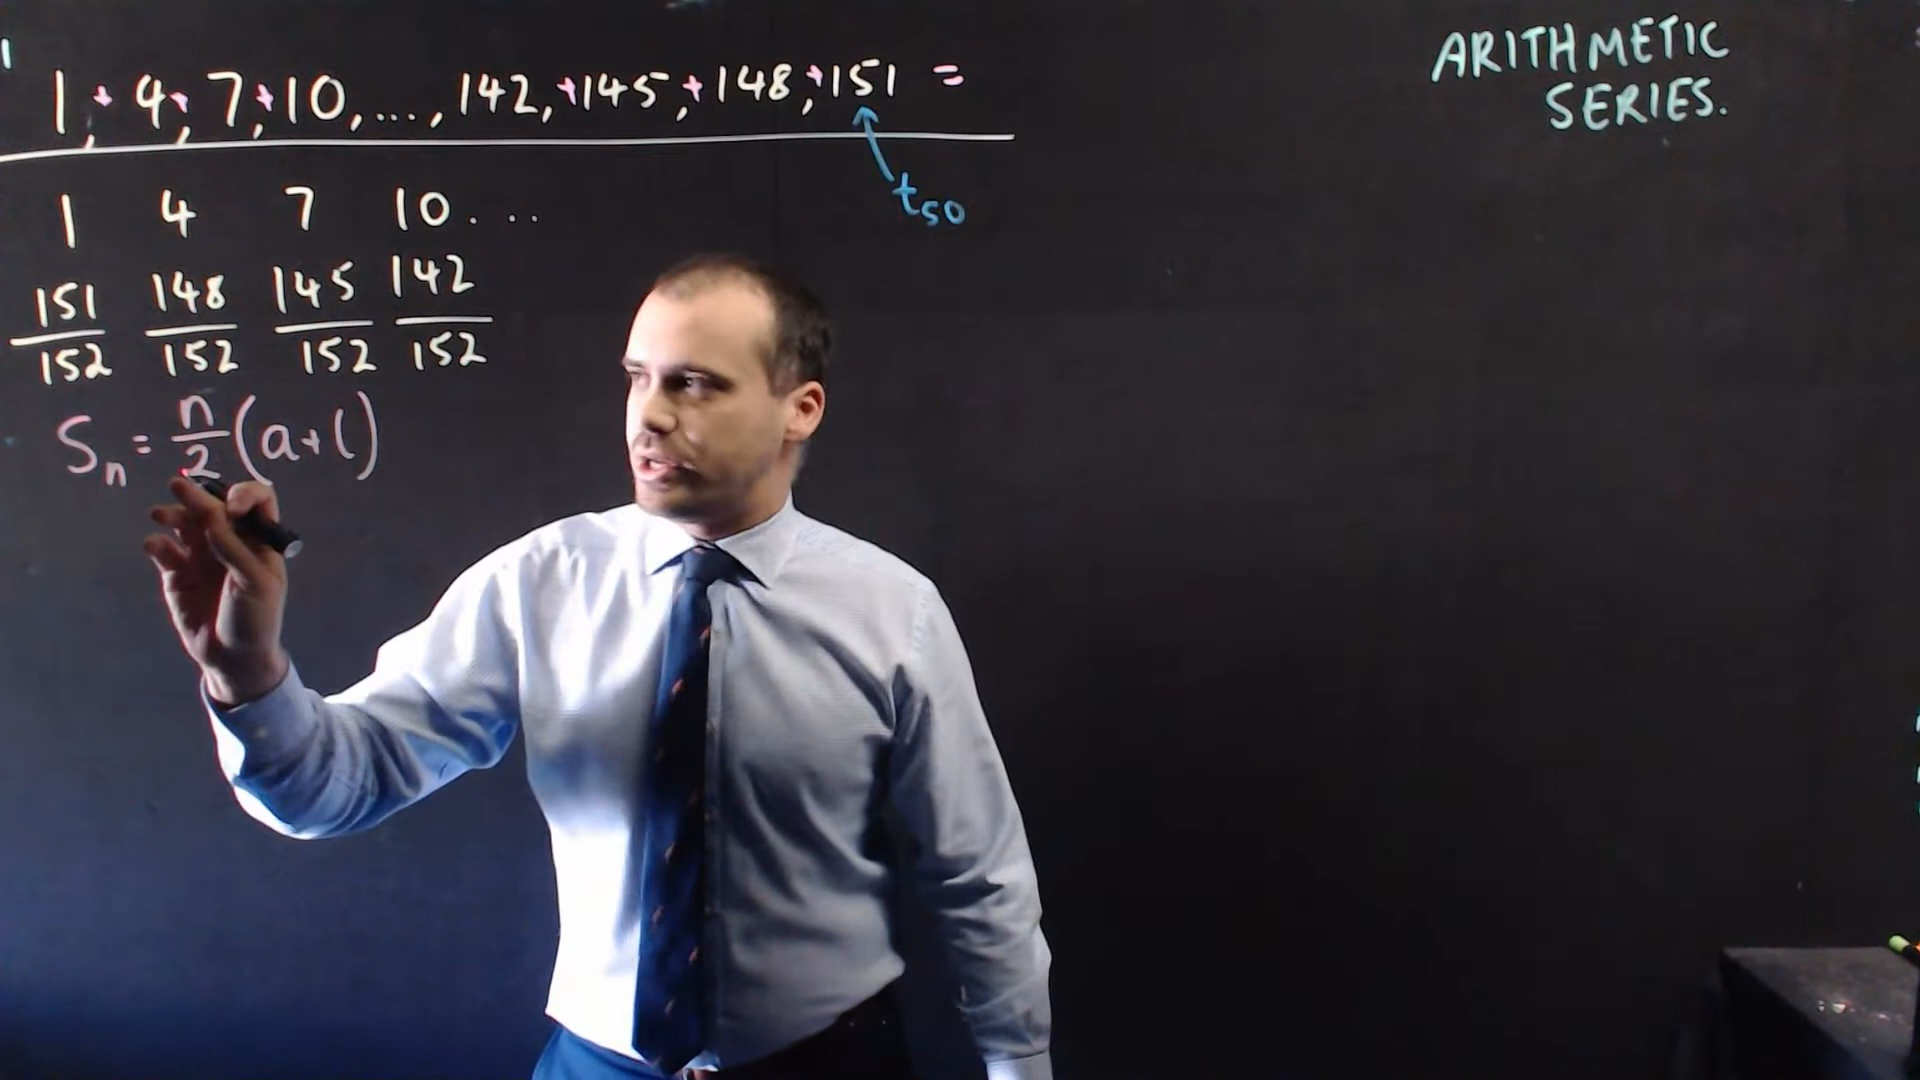 1, + 4, + 7, + 10, ..., 142, + 145, + 148, + 151 =
ARITHMETIC
SERIES.
t₅₀
1 4 7 10 ...
151 148 145 142
152 152 152 152
Sₙ = n/2 (a+l)